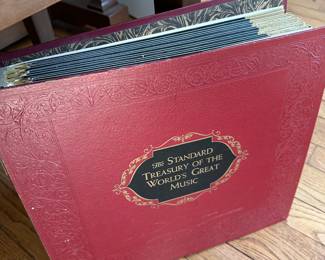 The STANDARD
TREASURY OF THE
WORLD'S GREAT
MUSIC